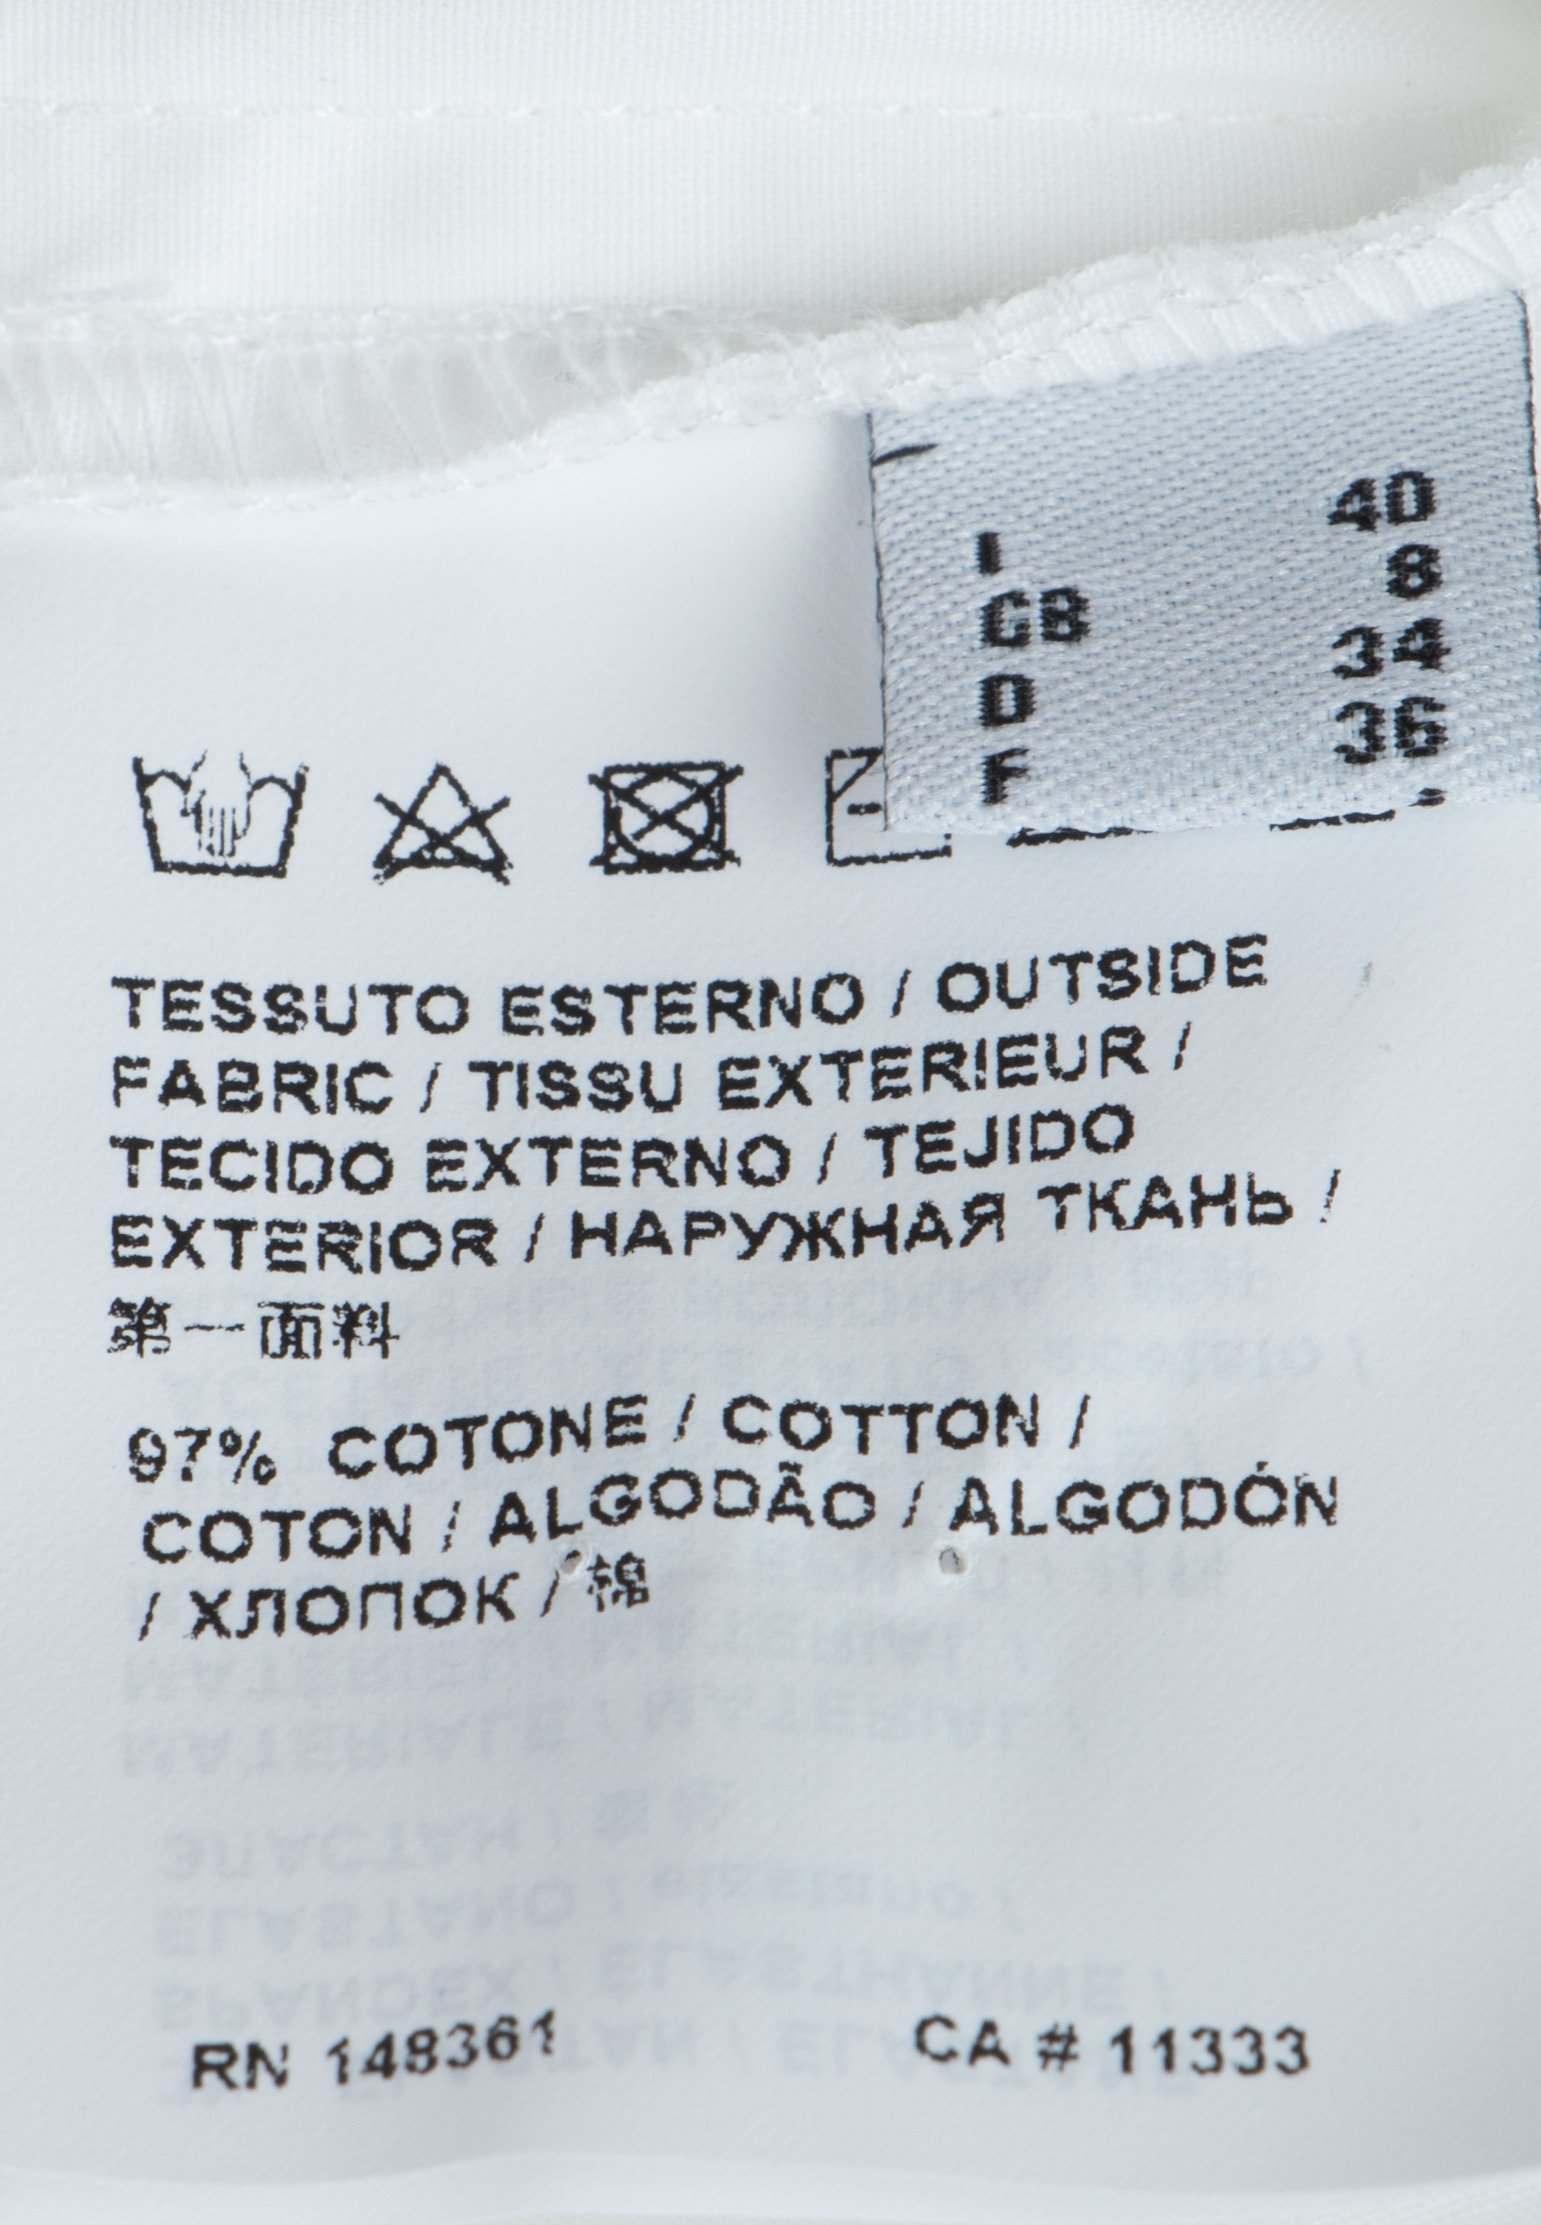 I 40
GB 8
D 34
F 36
TESSUTO ESTERNO / OUTSIDE
FABRIC / TISSU EXTERIEUR /
TECIDO EXTERNO / TEJIDO
EXTERIOR / НАРУЖНАЯ ТКАНЬ /
第一面料
97% COTONE / COTTON /
COTON / ALGODÃO / ALGODÓN
/ ХЛОПОК / 棉
RN 148361
CA # 11333